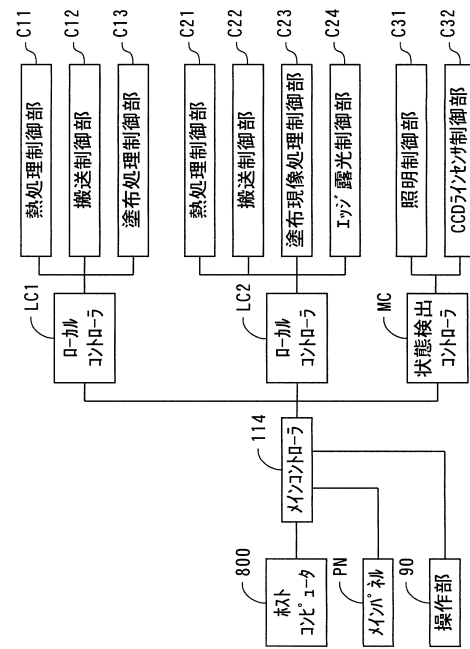 800
ホスト
コンピュータ
PN
メインパネル
90
操作部
114
メインコントローラ
LC1
ローカル
コントローラ
LC2
ローカル
コントローラ
MC
状態検出
コントローラ
C11
熱処理制御部
C12
搬送制御部
C13
塗布処理制御部
C21
熱処理制御部
C22
搬送制御部
C23
塗布現像処理制御部
C24
エッジ露光制御部
C31
照明制御部
C32
CCDラインセンサ制御部